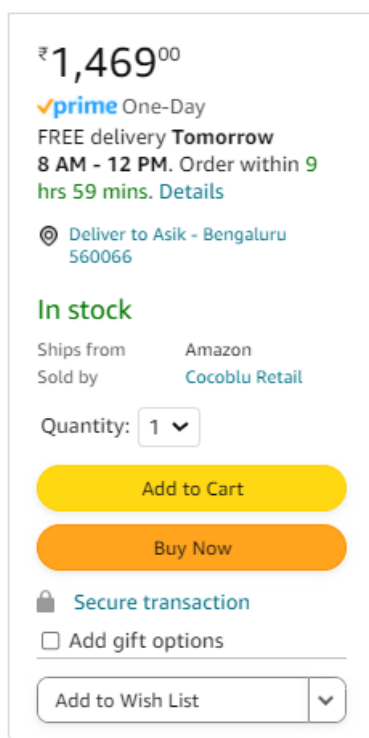 ₹1,469⁰⁰
prime One-Day
FREE delivery Tomorrow
8 AM - 12 PM. Order within 9
hrs 59 mins. Details
Deliver to Asik - Bengaluru
560066
In stock
Ships from Amazon
Sold by Cocoblu Retail
Quantity: 1
Add to Cart
Buy Now
Secure transaction
Add gift options
Add to Wish List